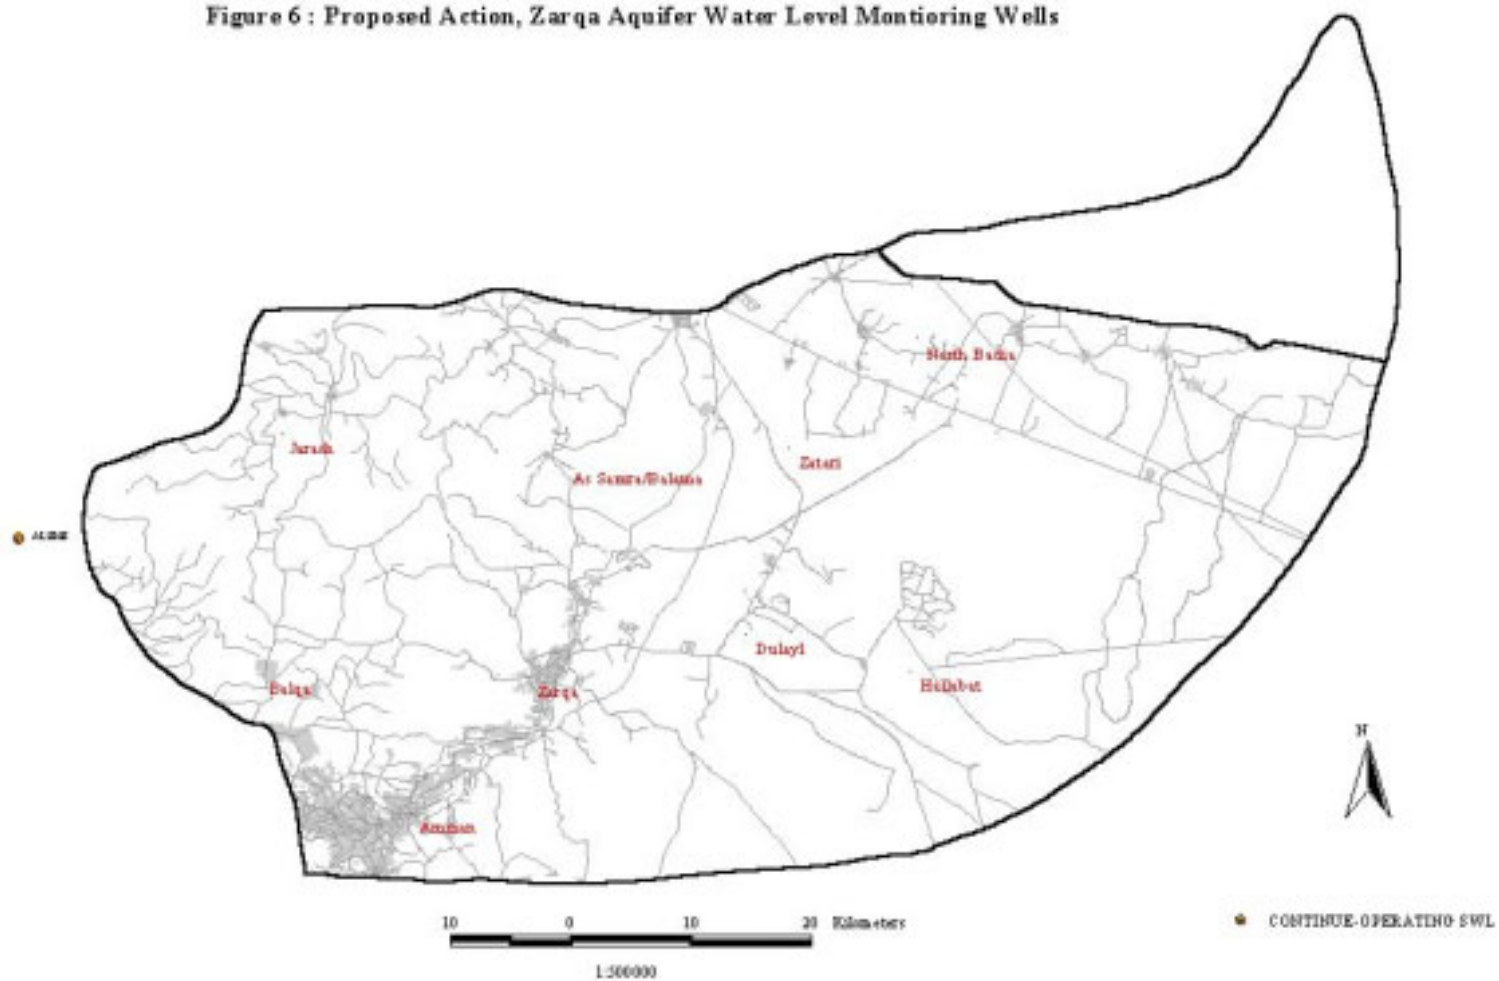 Figure 6 : Proposed Action, Zarqa Aquifer Water Level Montioring Wells
North Badia
Jarash
Zatari
As Samra/Balama
Dulayl
Hallabat
Balqa
Zarqa
N
Amman
10 0 10 20 Kilometers
CONTINUE-OPERATING SWL
1:500000